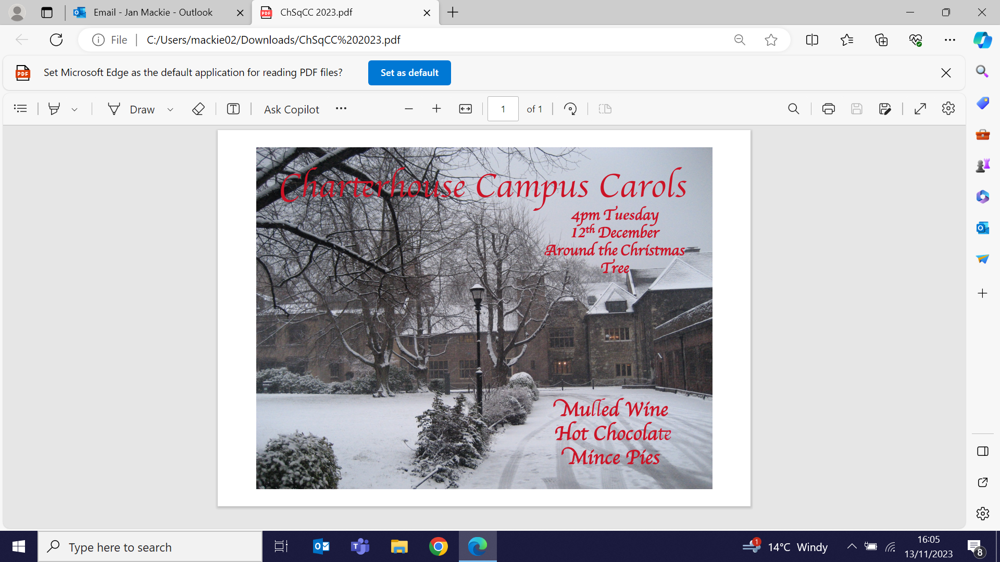 Email - Jan Mackie - Outlook
ChSqCC 2023.pdf
File
C:/Users/mackie02/Downloads/ChSqCC%202023.pdf
PDF
Set Microsoft Edge as the default application for reading PDF files?
Set as default
Draw
Ask Copilot
1
of 1
Charterhouse Campus Carols
4pm Tuesday
12th December
Around the Christmas
Tree
Mulled Wine
Hot Chocolate
Mince Pies
Type here to search
1
14°C Windy
16:05
13/11/2023
8